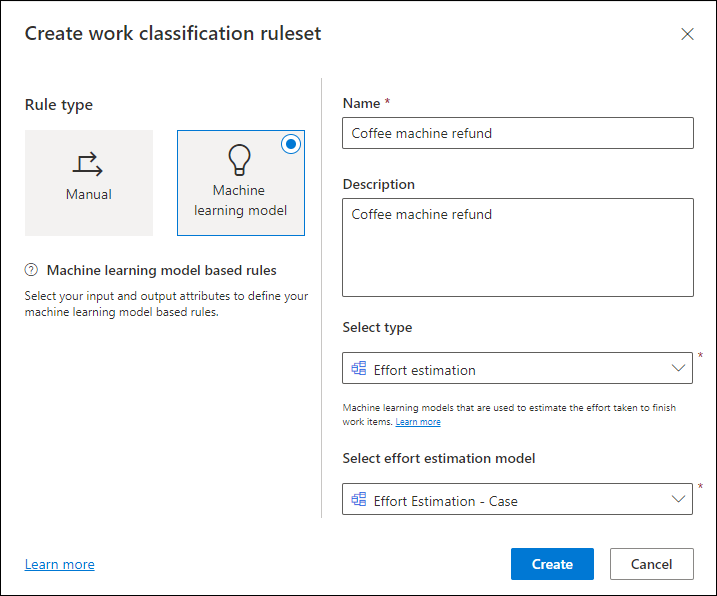 Create work classification ruleset
Rule type
Manual
Machine
learning model
Machine learning model based rules
Select your input and output attributes to define your
machine learning model based rules.
Name *
Coffee machine refund
Description
Coffee machine refund
Select type
Effort estimation
*
Machine learning models that are used to estimate the effort taken to finish
work items. Learn more
Select effort estimation model
Effort Estimation - Case
*
Learn more
Create
Cancel